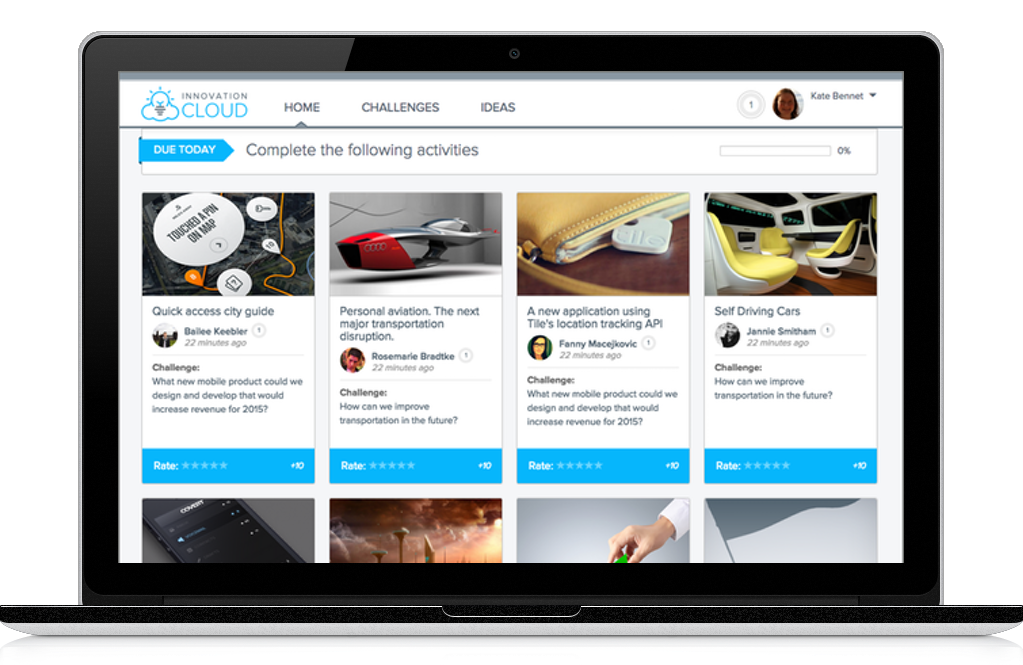 INNOVATION
CLOUD
HOME
CHALLENGES
IDEAS
1
Kate Bennet
DUE TODAY
Complete the following activities
0%
TOUCHED A PIN
ON MAP
10
Quick access city guide
Bailee Keebler 1
22 minutes ago
Challenge:
What new mobile product could we
design and develop that would
increase revenue for 2015?
Rate:
+10
Personal aviation. The next
major transportation
disruption.
Rosemarie Bradtke 1
22 minutes ago
Challenge:
How can we improve
transportation in the future?
Rate:
+10
tile
A new application using
Tile's location tracking API
Fanny Macejkovic 1
22 minutes ago
Challenge:
What new mobile product could we
design and develop that would
increase revenue for 2015?
Rate:
+10
Self Driving Cars
Jannie Smitham 1
22 minutes ago
Challenge:
How can we improve
transportation in the future?
Rate:
+10
COVERT